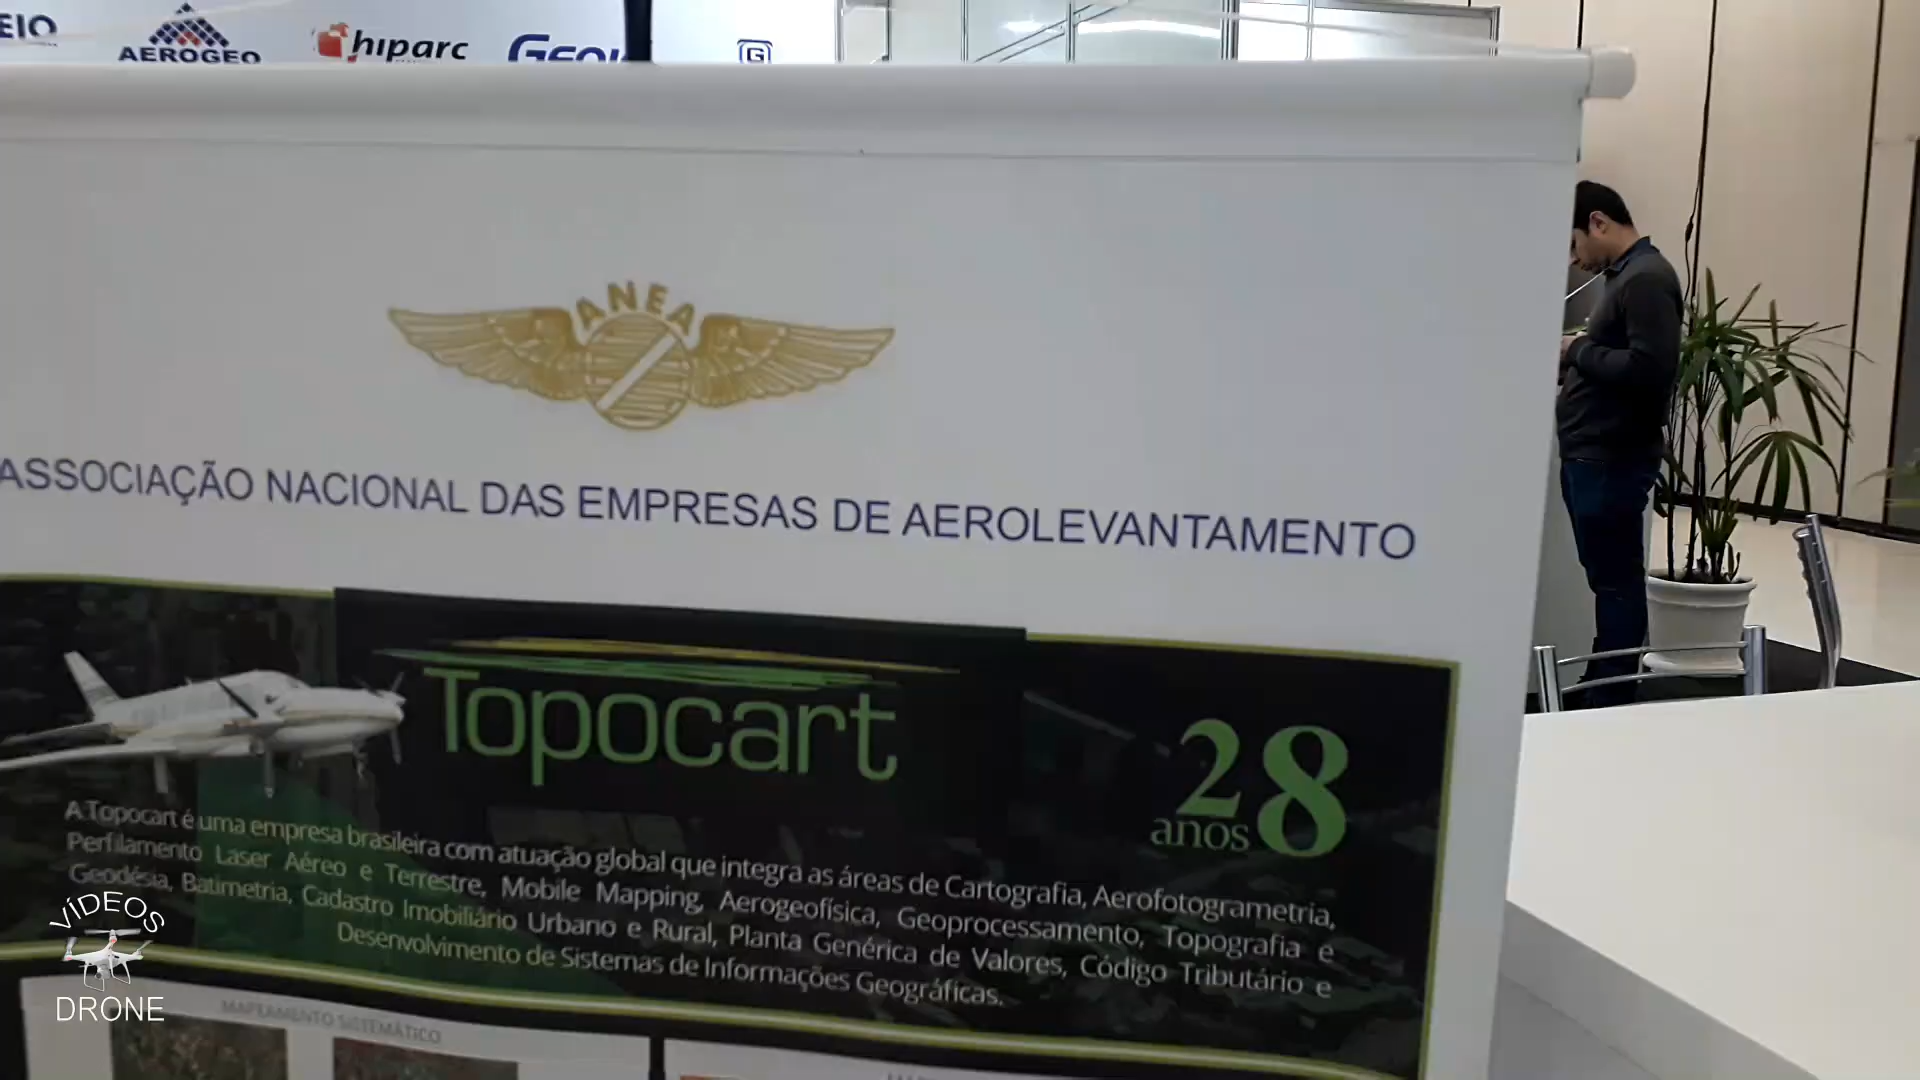 EIO
AEROGEO
hiparc
G
ANEA
ASSOCIAÇÃO NACIONAL DAS EMPRESAS DE AEROLEVANTAMENTO
Topocart
28
anos
A Topocart é uma empresa brasileira com atuação global que integra as áreas de Cartografia, Aerofotogrametria,
Perfilamento Laser Aéreo e Terrestre, Mobile Mapping, Aerogeofísica, Geoprocessamento, Topografia e
Geodésia, Batimetria, Cadastro Imobiliário Urbano e Rural, Planta Genérica de Valores, Código Tributário e
Desenvolvimento de Sistemas de Informações Geográficas.
MAPEAMENTO SISTEMÁTICO
VÍDEOS
DRONE